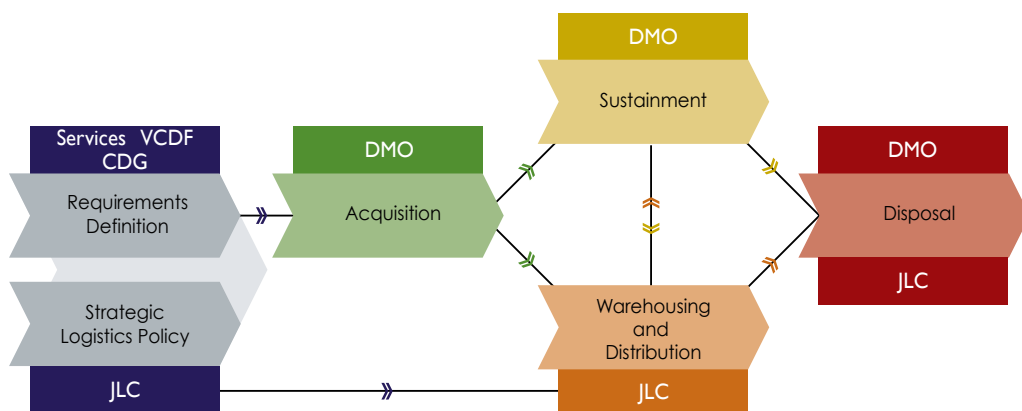 Services VCDF
CDG
Requirements
Definition
Strategic
Logistics Policy
JLC
DMO
Acquisition
DMO
Sustainment
Warehousing
and
Distribution
JLC
DMO
Disposal
JLC